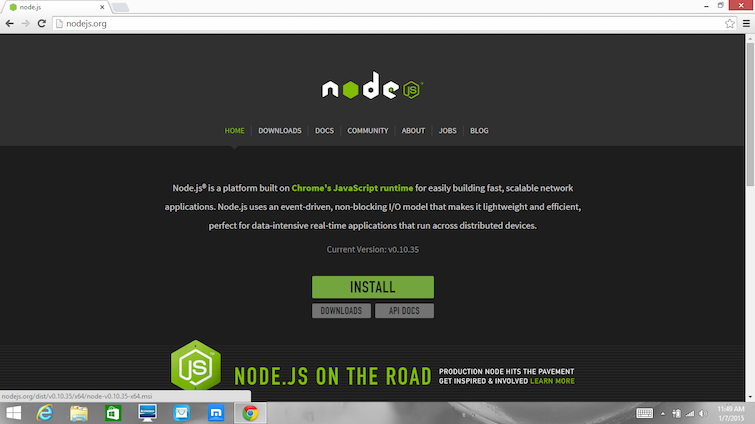 node.js
nodejs.org
node JS
HOME DOWNLOADS DOCS COMMUNITY ABOUT JOBS BLOG
Node.js® is a platform built on Chrome's JavaScript runtime for easily building fast, scalable network
applications. Node.js uses an event-driven, non-blocking I/O model that makes it lightweight and efficient,
perfect for data-intensive real-time applications that run across distributed devices.
Current Version: v0.10.35
INSTALL
DOWNLOADS API DOCS
JS
NODE.JS ON THE ROAD
PRODUCTION NODE HITS THE PAVEMENT
GET INSPIRED & INVOLVED LEARN MORE
nodejs.org/dist/v0.10.35/x64/node-v0.10.35-x64.msi
11:49 AM
1/7/2015